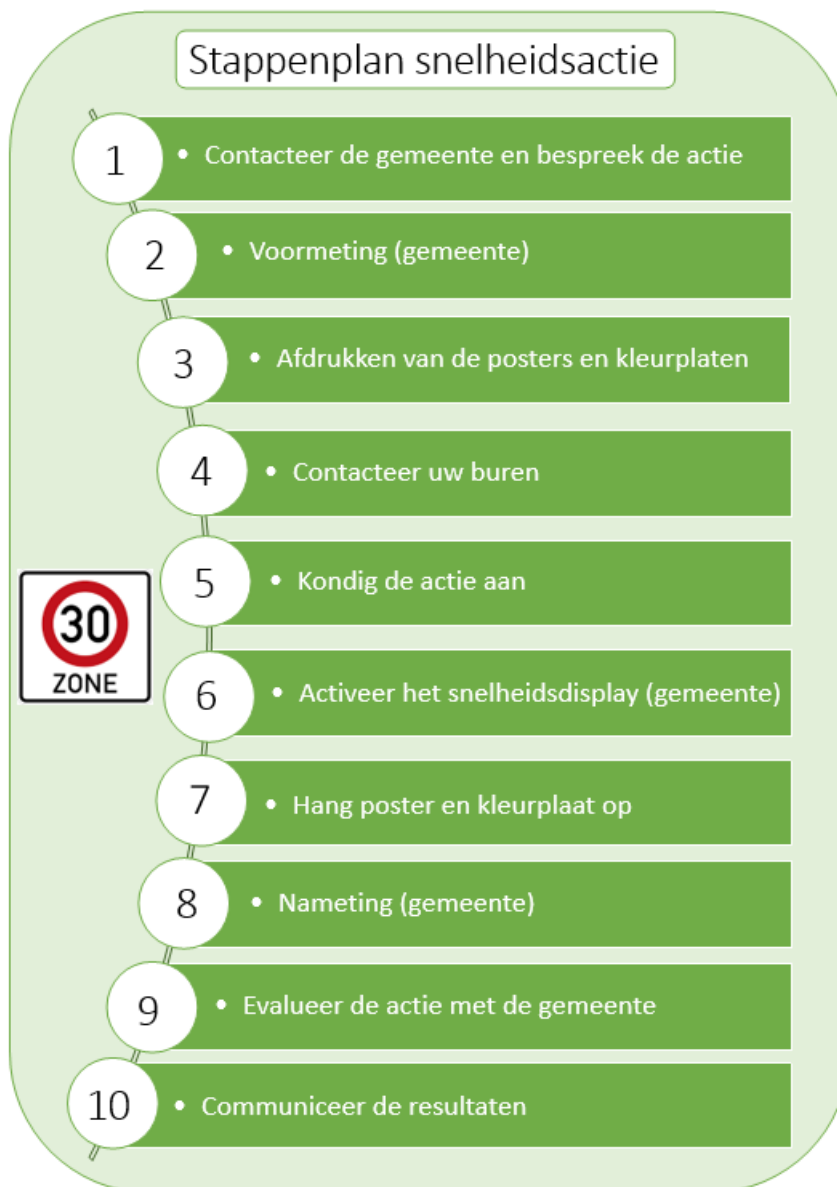 Stappenplan snelheidsactie
1 • Contacteer de gemeente en bespreek de actie
2 • Voormeting (gemeente)
3 • Afdrukken van de posters en kleurplaten
4 • Contacteer uw buren
5 • Kondig de actie aan
30
ZONE
6 • Activeer het snelheidsdisplay (gemeente)
7 • Hang poster en kleurplaat op
8 • Nameting (gemeente)
9 • Evalueer de actie met de gemeente
10 • Communiceer de resultaten